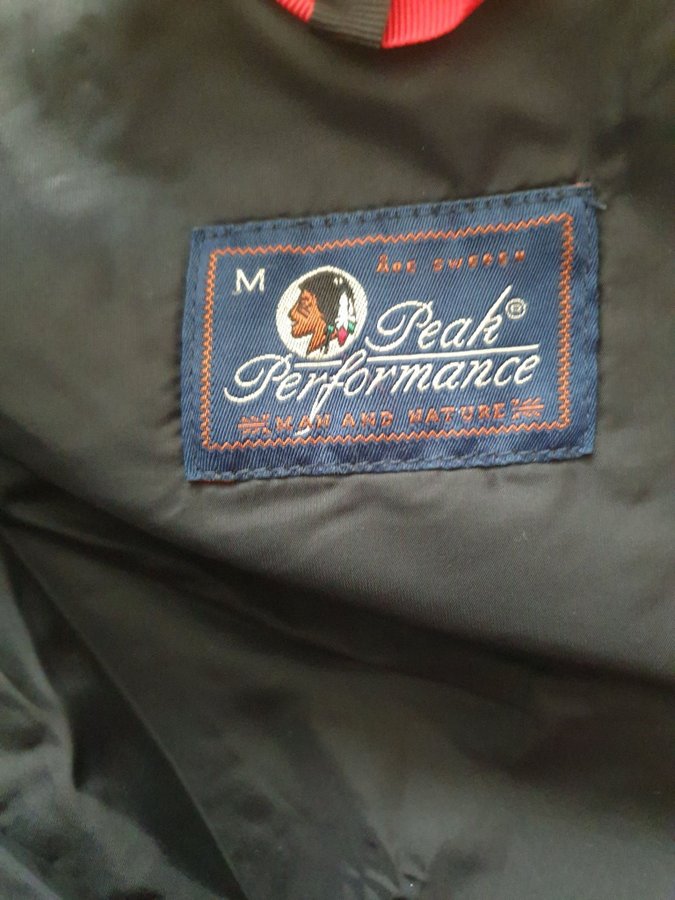 M
Åre Sweden
Peak®
Performance
MAN AND NATURE